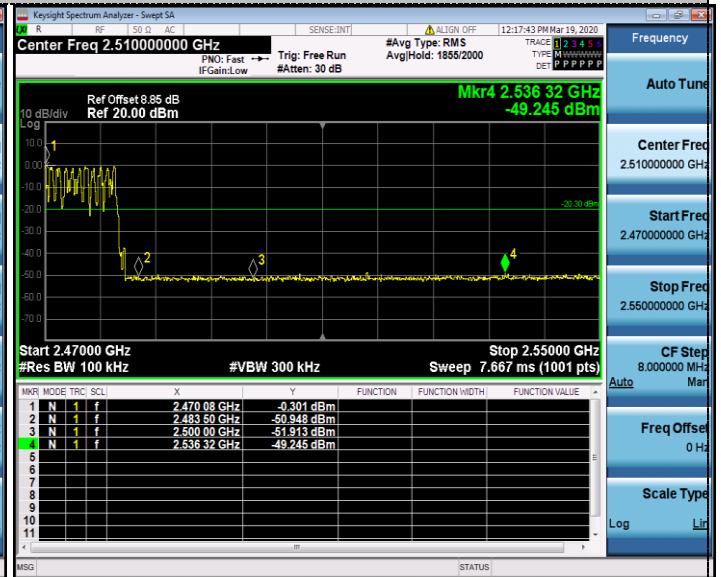 Keysight Spectrum Analyzer - Swept SA
LXI R RF 50 Ω AC SENSE:INT ALIGN OFF 12:17:43 PM Mar 19, 2020
Center Freq 2.510000000 GHz
PNO: Fast
IFGain:Low
Trig: Free Run
#Atten: 30 dB
#Avg Type: RMS
Avg|Hold: 1855/2000
TRACE 1 2 3 4 5 6
TYPE M WWWWW
DET P P P P P P
Ref Offset 8.85 dB
10 dB/div Ref 20.00 dBm
Log
Mkr4 2.536 32 GHz
-49.245 dBm
10.0
0.00
-10.0
-20.0
-30.0
-40.0
-50.0
-60.0
-70.0
1
2
3
4
-20.30 dBm
Start 2.47000 GHz Stop 2.55000 GHz
#Res BW 100 kHz #VBW 300 kHz Sweep 7.667 ms (1001 pts)
MKR MODE TRC SCL X Y FUNCTION FUNCTION WIDTH FUNCTION VALUE
1 N 1 f 2.470 08 GHz -0.301 dBm
2 N 1 f 2.483 50 GHz -50.948 dBm
3 N 1 f 2.500 00 GHz -51.913 dBm
4 N 1 f 2.536 32 GHz -49.245 dBm
5
6
7
8
9
10
11
MSG STATUS
Frequency
Auto Tune
Center Freq
2.510000000 GHz
Start Freq
2.470000000 GHz
Stop Freq
2.550000000 GHz
CF Step
8.000000 MHz
Auto Man
Freq Offset
0 Hz
Scale Type
Log Lin